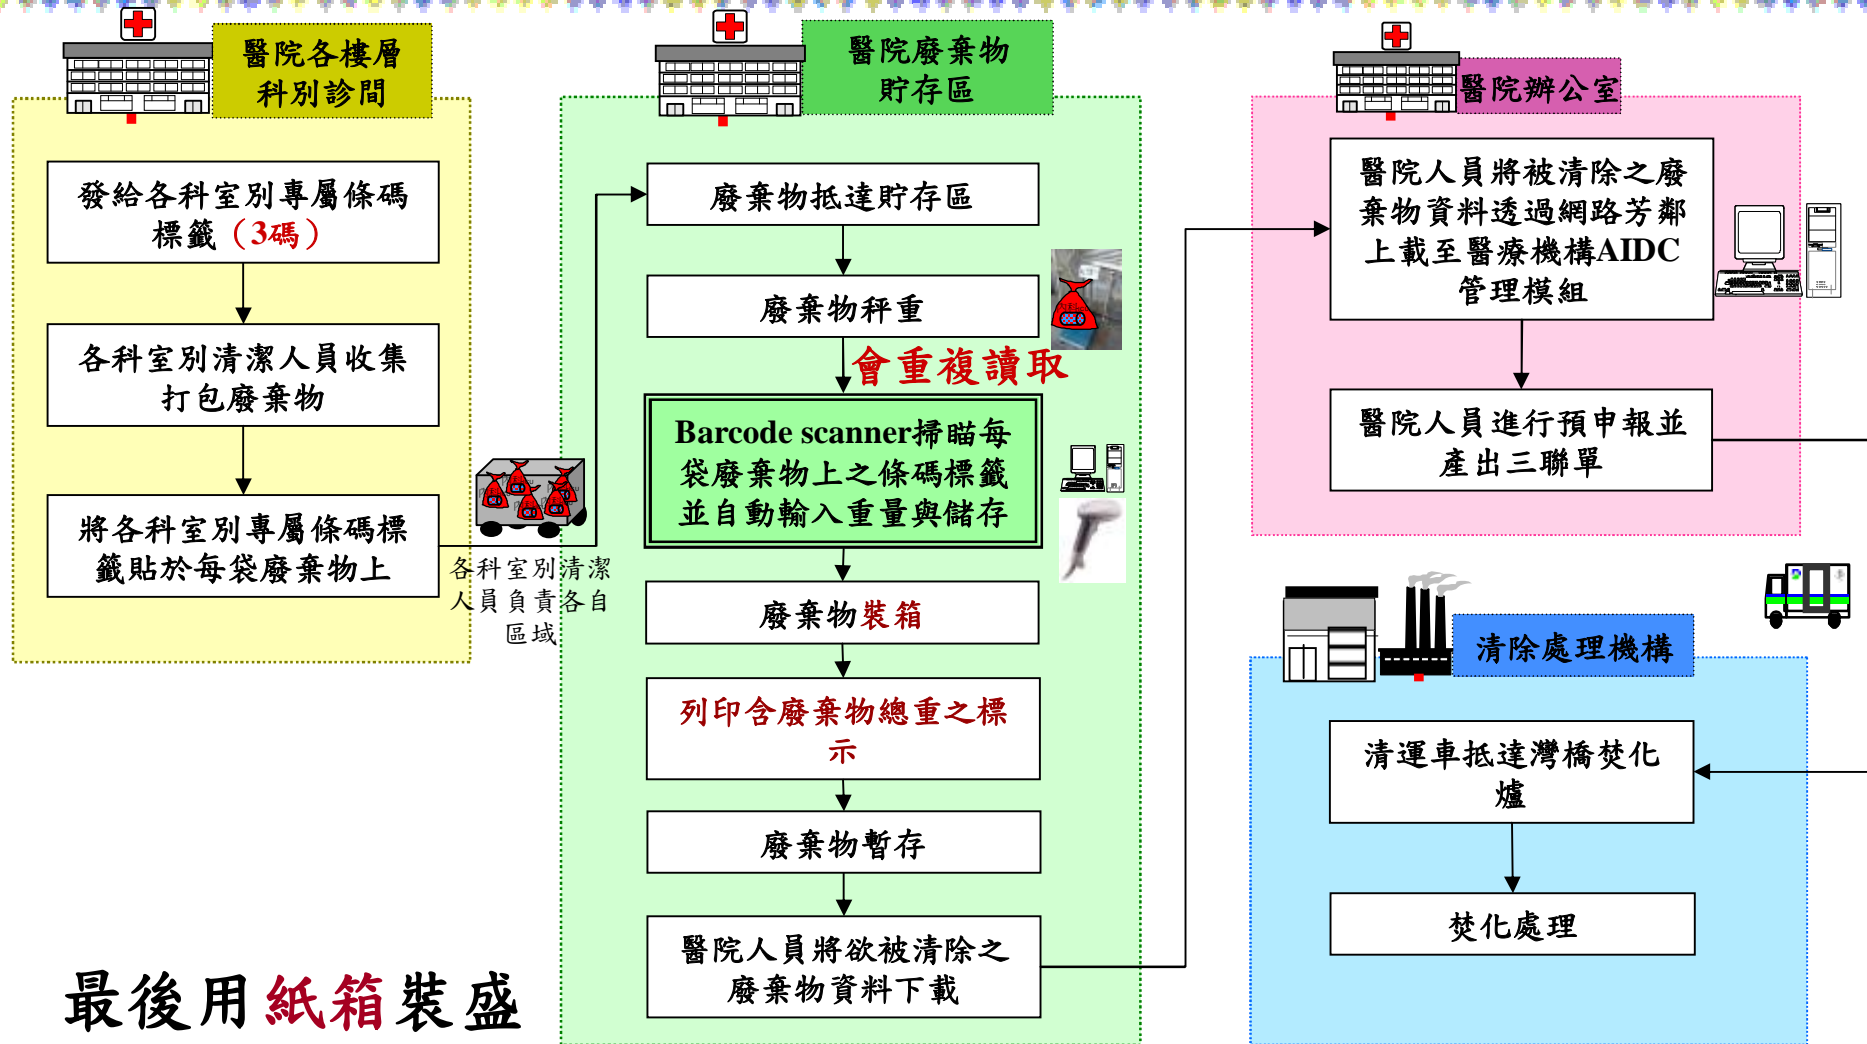 醫院各樓層
科別診間
發給各科室別專屬條碼
標籤（3碼）
各科室別清潔人員收集
打包廢棄物
將各科室別專屬條碼標
籤貼於每袋廢棄物上
各科室別清潔
人員負責各自
區域
醫院廢棄物
貯存區
廢棄物抵達貯存區
廢棄物秤重
會重複讀取
Barcode scanner掃瞄每
袋廢棄物上之條碼標籤
並自動輸入重量與儲存
廢棄物裝箱
列印含廢棄物總重之標
示
廢棄物暫存
醫院人員將欲被清除之
廢棄物資料下載
醫院辦公室
醫院人員將被清除之廢
棄物資料透過網路芳鄰
上載至醫療機構AIDC
管理模組
醫院人員進行預申報並
產出三聯單
清除處理機構
清運車抵達灣橋焚化
爐
焚化處理
最後用紙箱裝盛